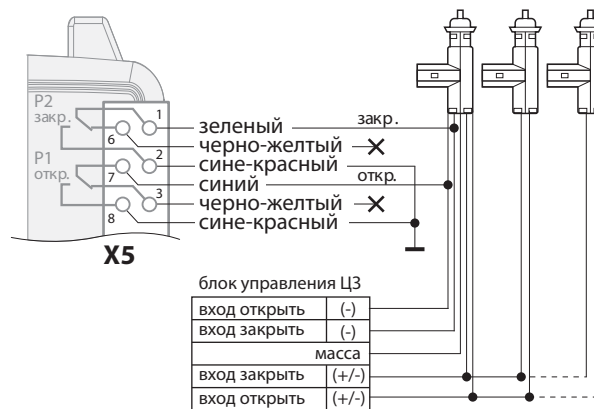 P2
закр.
1
зеленый закр.
6
черно-желтый
2
сине-красный
P1
откр.
7
синий откр.
3
черно-желтый
8
сине-красный
X5
блок управления ЦЗ
вход открыть (-)
вход закрыть (-)
масса
вход закрыть (+/-)
вход открыть (+/-)